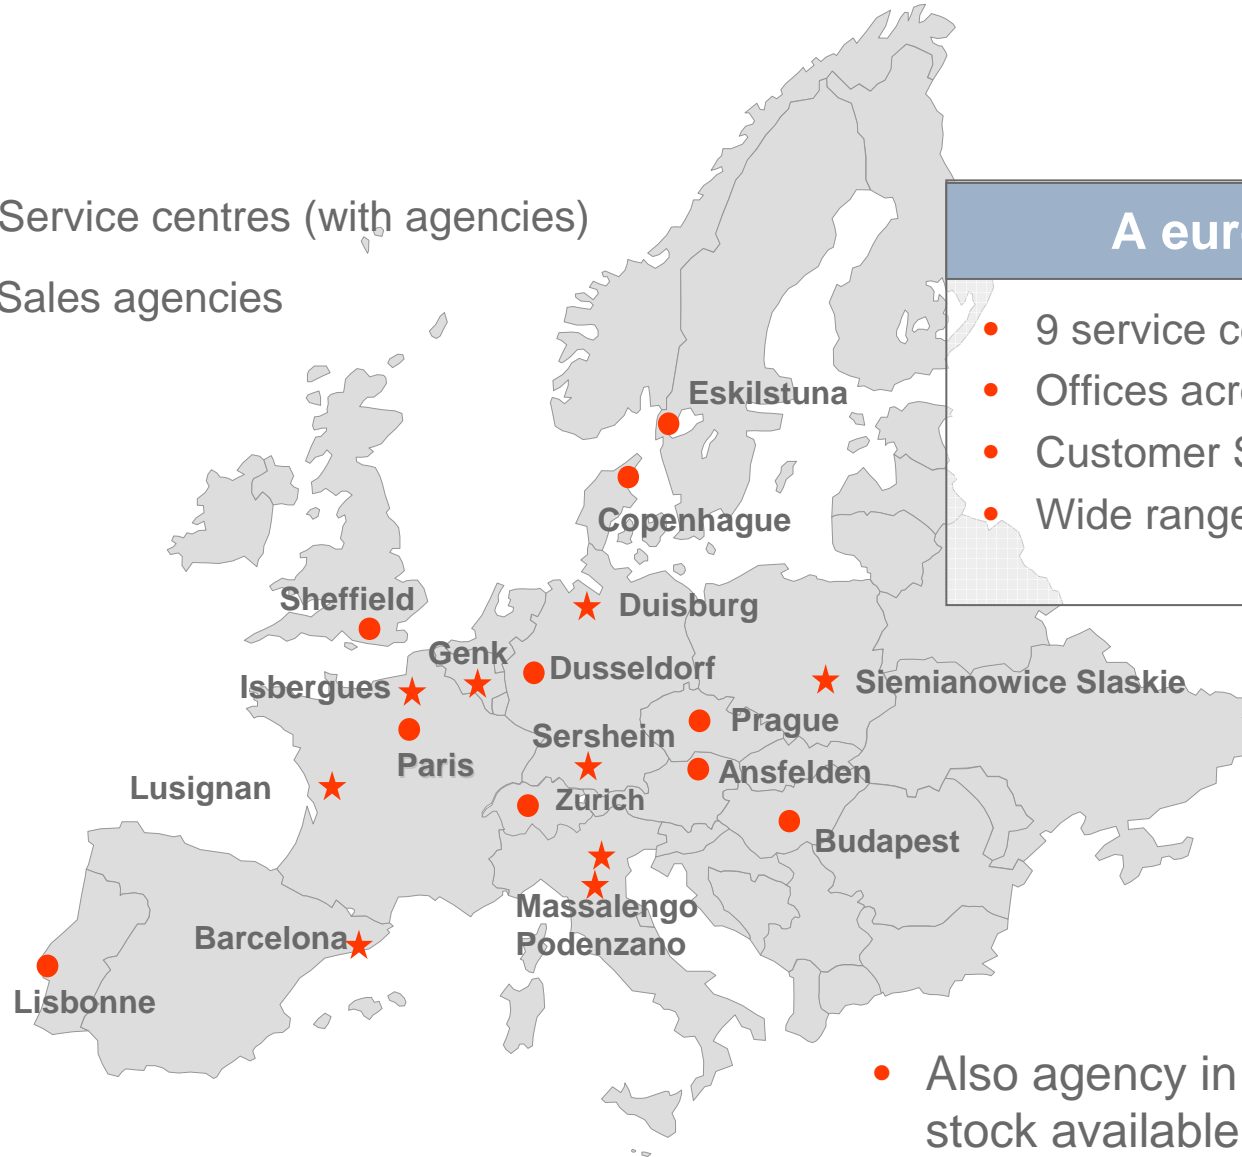 Service centres (with agencies)
Sales agencies
A eur
• 9 service c
• Offices acr
• Customer S
• Wide range
Eskilstuna
Copenhague
Sheffield
Duisburg
Genk
Dusseldorf
Isbergues
Siemianowice Slaskie
Prague
Sersheim
Paris
Ansfelden
Lusignan
Zurich
Budapest
Massalengo
Podenzano
Barcelona
Lisbonne
• Also agency in
stock available